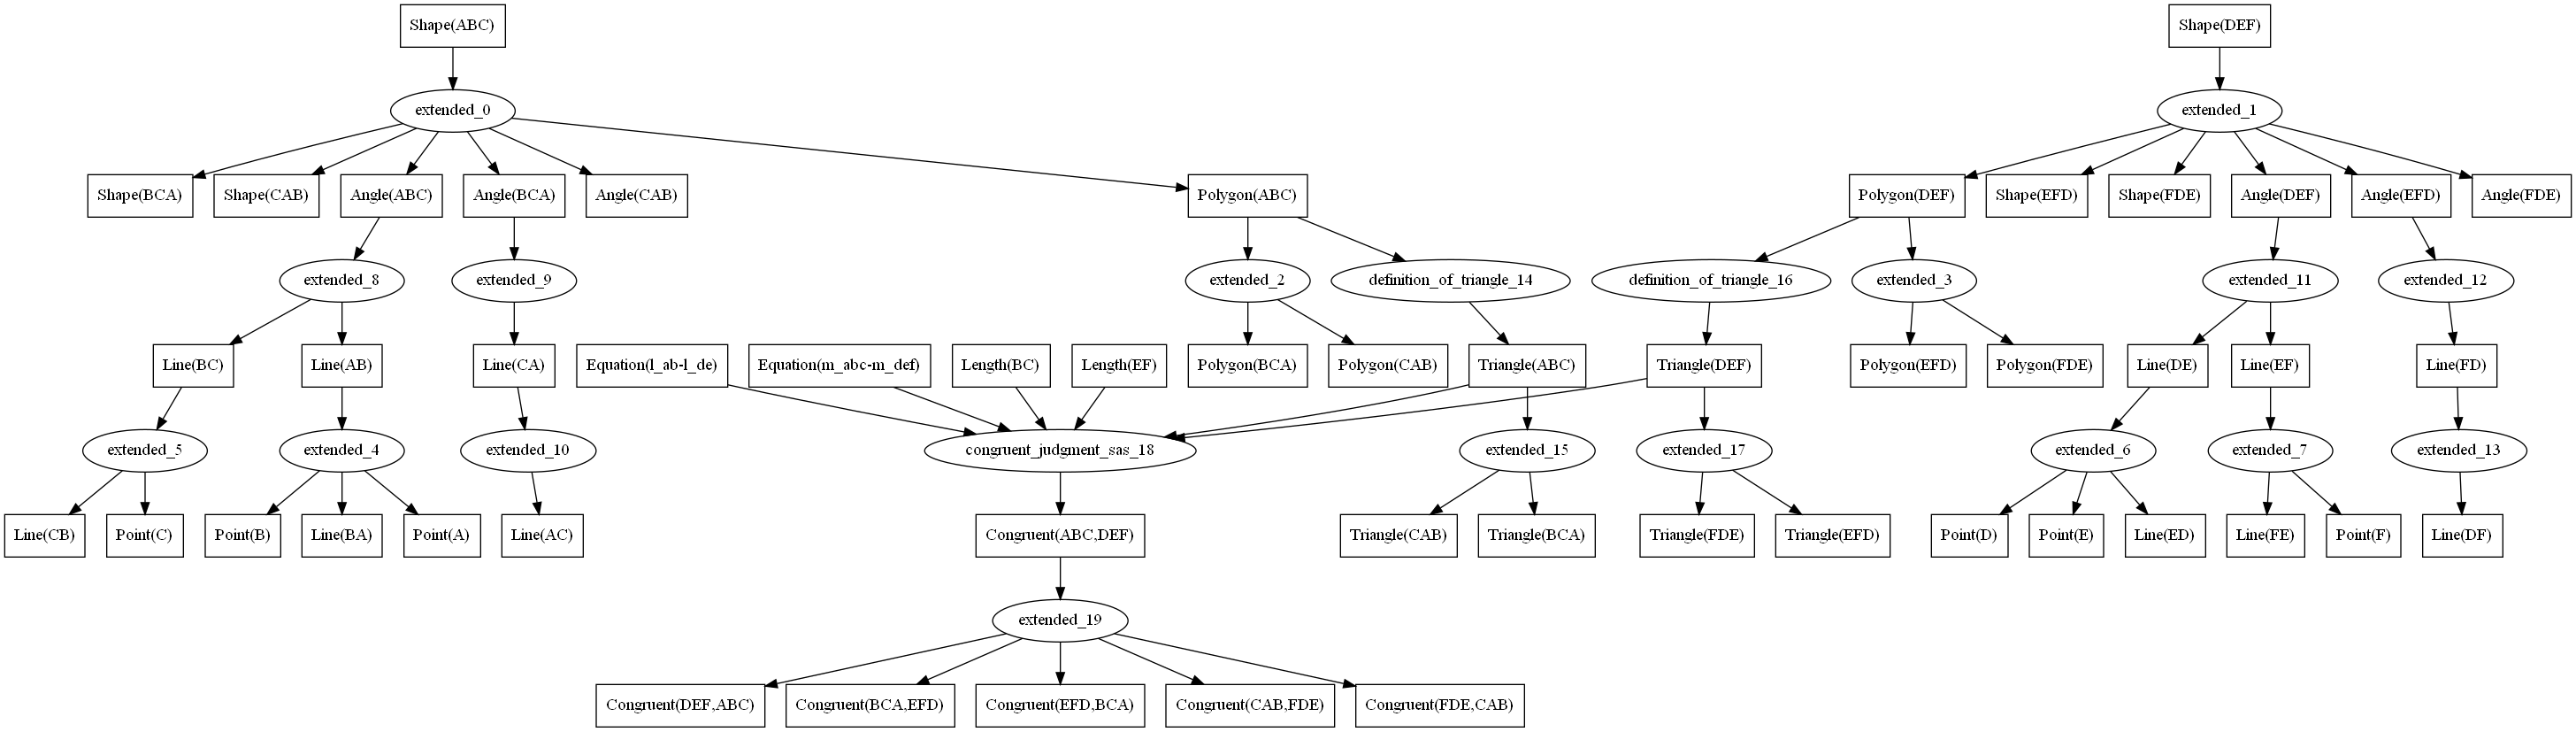 Shape(ABC)
Shape(DEF)
extended_0
extended_1
Shape(BCA)
Shape(CAB)
Angle(ABC)
Angle(BCA)
Angle(CAB)
Polygon(ABC)
Polygon(DEF)
Shape(EFD)
Shape(FDE)
Angle(DEF)
Angle(EFD)
Angle(FDE)
extended_8
extended_9
extended_2
definition_of_triangle_14
definition_of_triangle_16
extended_3
extended_11
extended_12
Line(BC)
Line(AB)
Line(CA)
Equation(l_ab-l_de)
Equation(m_abc-m_def)
Length(BC)
Length(EF)
Polygon(BCA)
Polygon(CAB)
Triangle(ABC)
Triangle(DEF)
Polygon(EFD)
Polygon(FDE)
Line(DE)
Line(EF)
Line(FD)
extended_5
extended_4
extended_10
congruent_judgment_sas_18
extended_15
extended_17
extended_6
extended_7
extended_13
Line(CB)
Point(C)
Point(B)
Line(BA)
Point(A)
Line(AC)
Congruent(ABC,DEF)
Triangle(CAB)
Triangle(BCA)
Triangle(FDE)
Triangle(EFD)
Point(D)
Point(E)
Line(ED)
Line(FE)
Point(F)
Line(DF)
extended_19
Congruent(DEF,ABC)
Congruent(BCA,EFD)
Congruent(EFD,BCA)
Congruent(CAB,FDE)
Congruent(FDE,CAB)